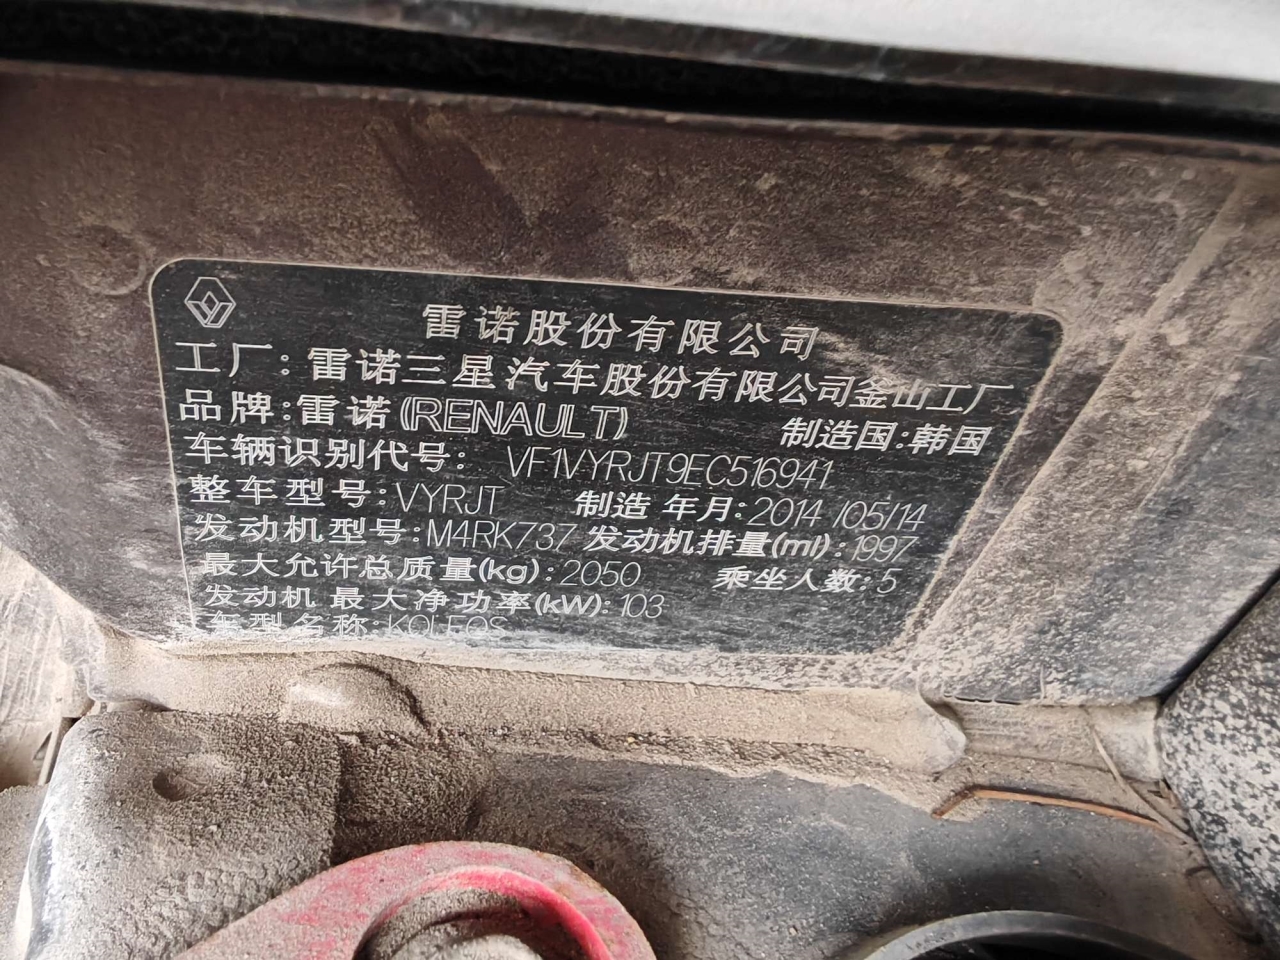 雷诺股份有限公司
工厂:雷诺三星汽车股份有限公司釜山工厂
品牌:雷诺(RENAULT) 制造国:韩国
车辆识别代号: VF1VYRJT9EC516941
整车型号:VYRJT 制造年月:2014/05/14
发动机型号:M4RK737 发动机排量(ml):1997
最大允许总质量(kg):2050 乘坐人数:5
发动机最大净功率(kW):103
车型名称:KOLEOS